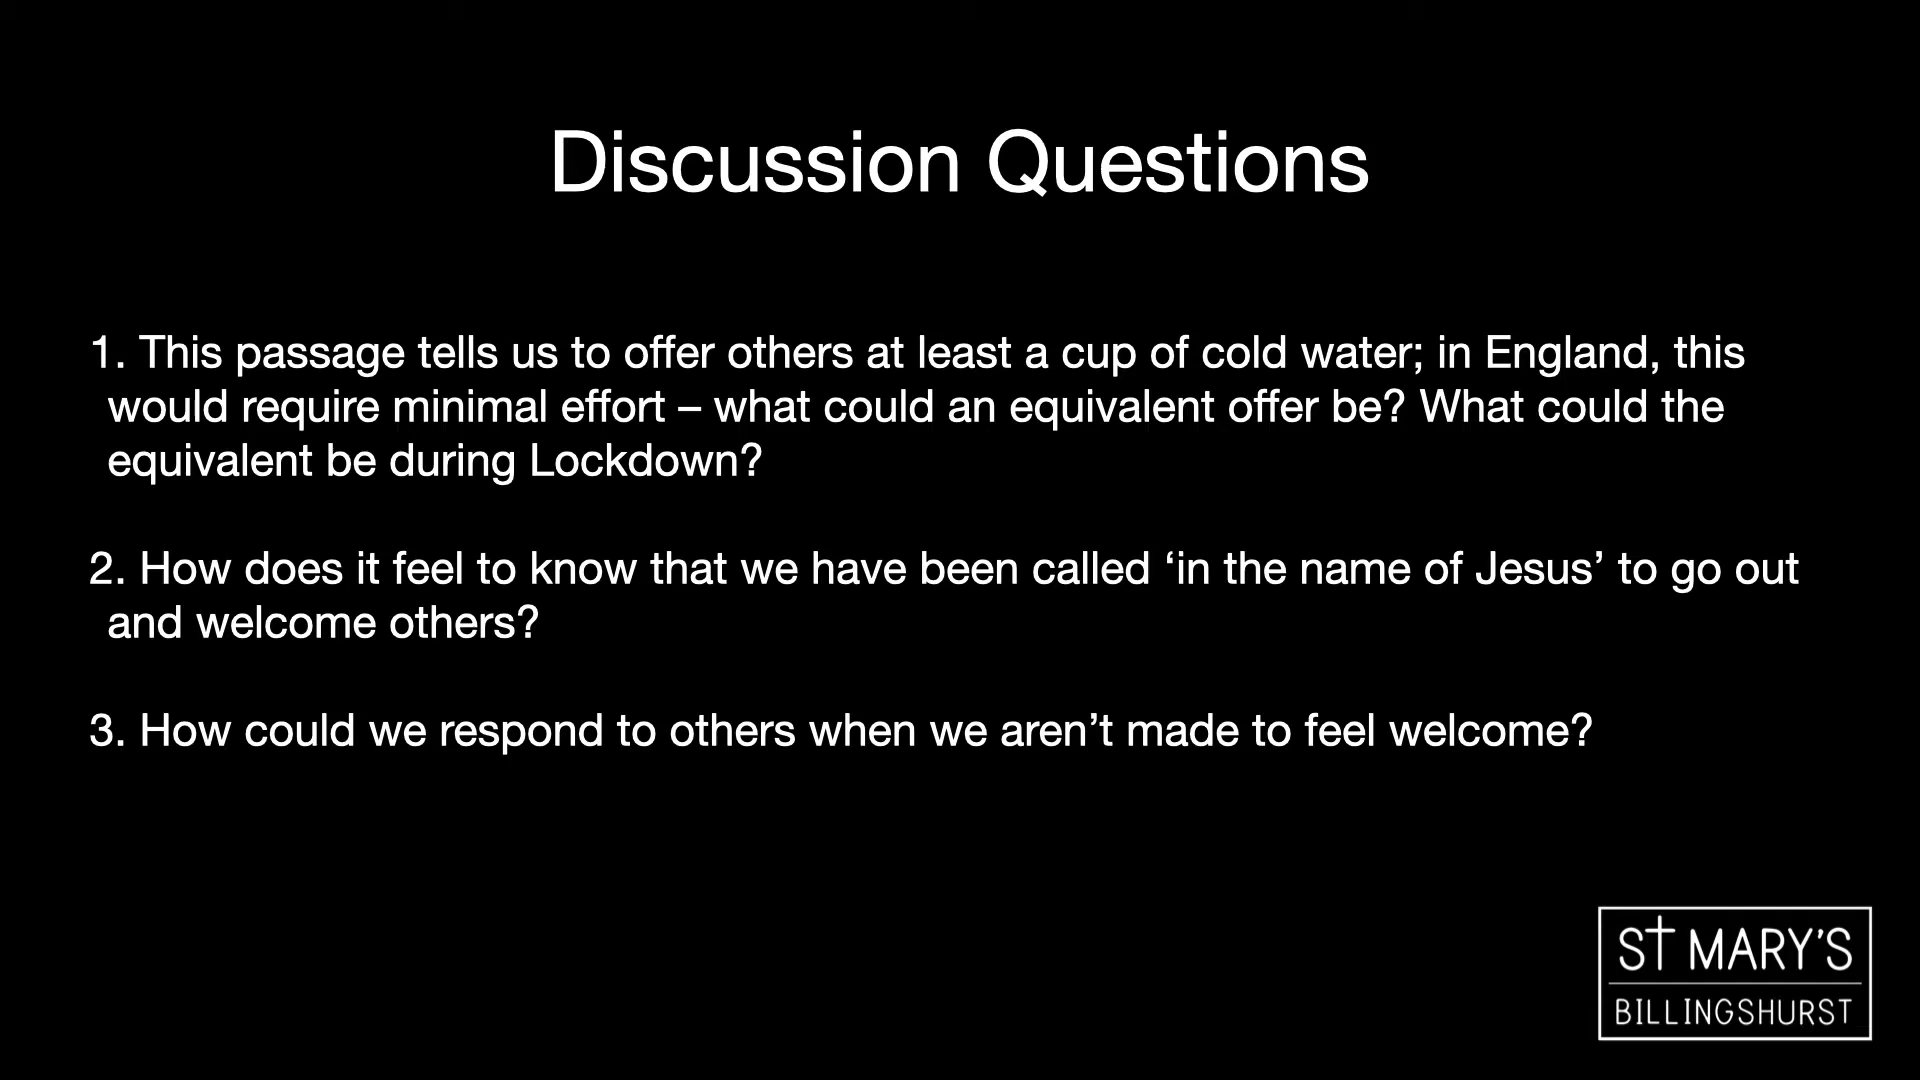 Discussion Questions
1. This passage tells us to offer others at least a cup of cold water; in England, this
would require minimal effort – what could an equivalent offer be? What could the
equivalent be during Lockdown?
2. How does it feel to know that we have been called ‘in the name of Jesus’ to go out
and welcome others?
3. How could we respond to others when we aren’t made to feel welcome?
ST MARY'S
BILLINGSHURST